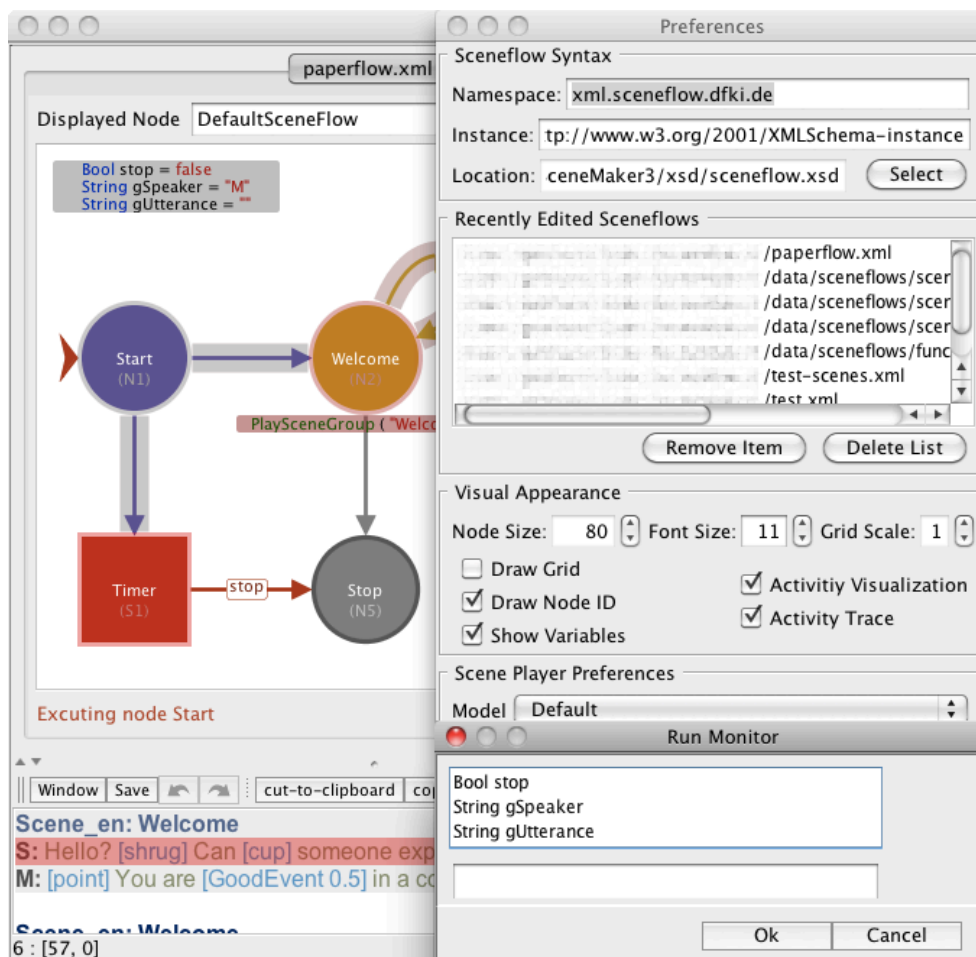 Preferences
paperflow.xml
Displayed Node DefaultSceneFlow
Bool stop = false
String gSpeaker = "M"
String gUtterance = ""
Start
(N1)
Welcome
(N2)
PlaySceneGroup ( "Welco
Timer
(S1)
stop
Stop
(N5)
Excuting node Start
Window Save cut-to-clipboard cop
Scene_en: Welcome
S: Hello? [shrug] Can [cup] someone exp
M: [point] You are [GoodEvent 0.5] in a co
Scene_en: Welcome
6 : [57, 0]
Sceneflow Syntax
Namespace: xml.sceneflow.dfki.de
Instance: tp://www.w3.org/2001/XMLSchema-instance
Location: ceneMaker3/xsd/sceneflow.xsd Select
Recently Edited Sceneflows
/paperflow.xml
/data/sceneflows/scer
/data/sceneflows/scer
/data/sceneflows/scer
/data/sceneflows/func
/test-scenes.xml
/test.xml
Remove Item Delete List
Visual Appearance
Node Size: 80 Font Size: 11 Grid Scale: 1
Draw Grid
Draw Node ID
Show Variables
Activitiy Visualization
Activity Trace
Scene Player Preferences
Model Default
Run Monitor
Bool stop
String gSpeaker
String gUtterance
Ok Cancel